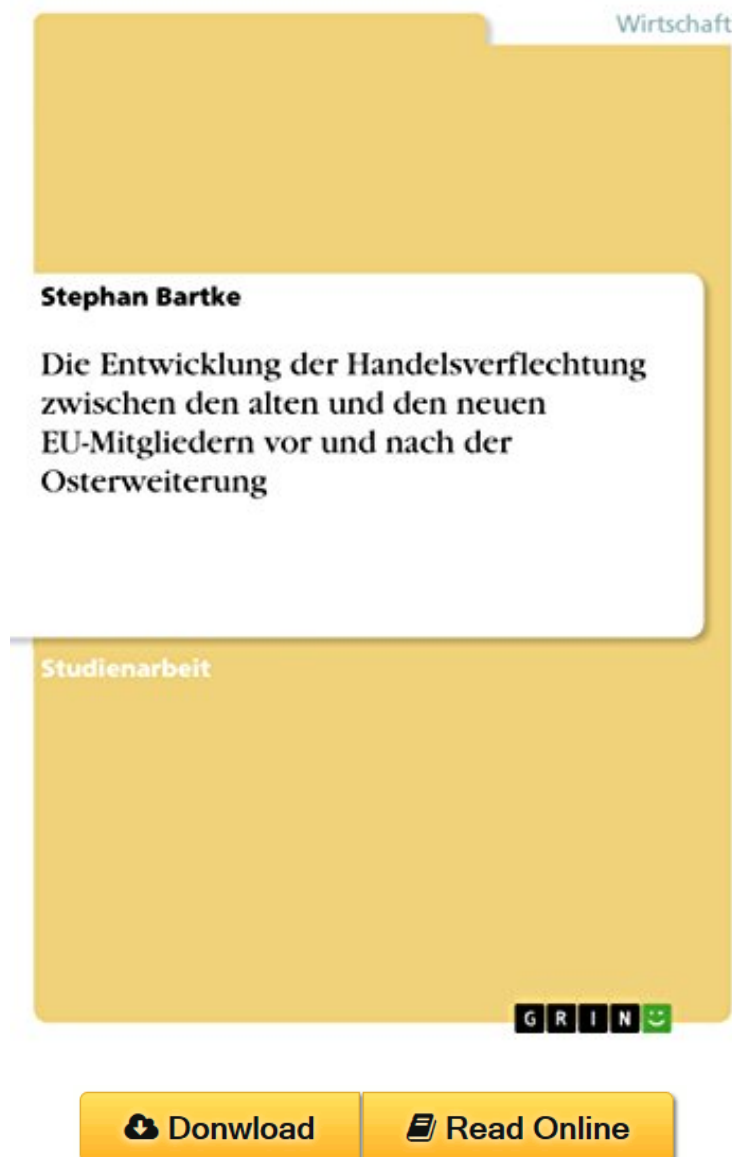 Wirtschaft
Stephan Bartke
Die Entwicklung der Handelsverflechtung
zwischen den alten und den neuen
EU-Mitgliedern vor und nach der
Osterweiterung
Studienarbeit
GRIN
Donwload
Read Online